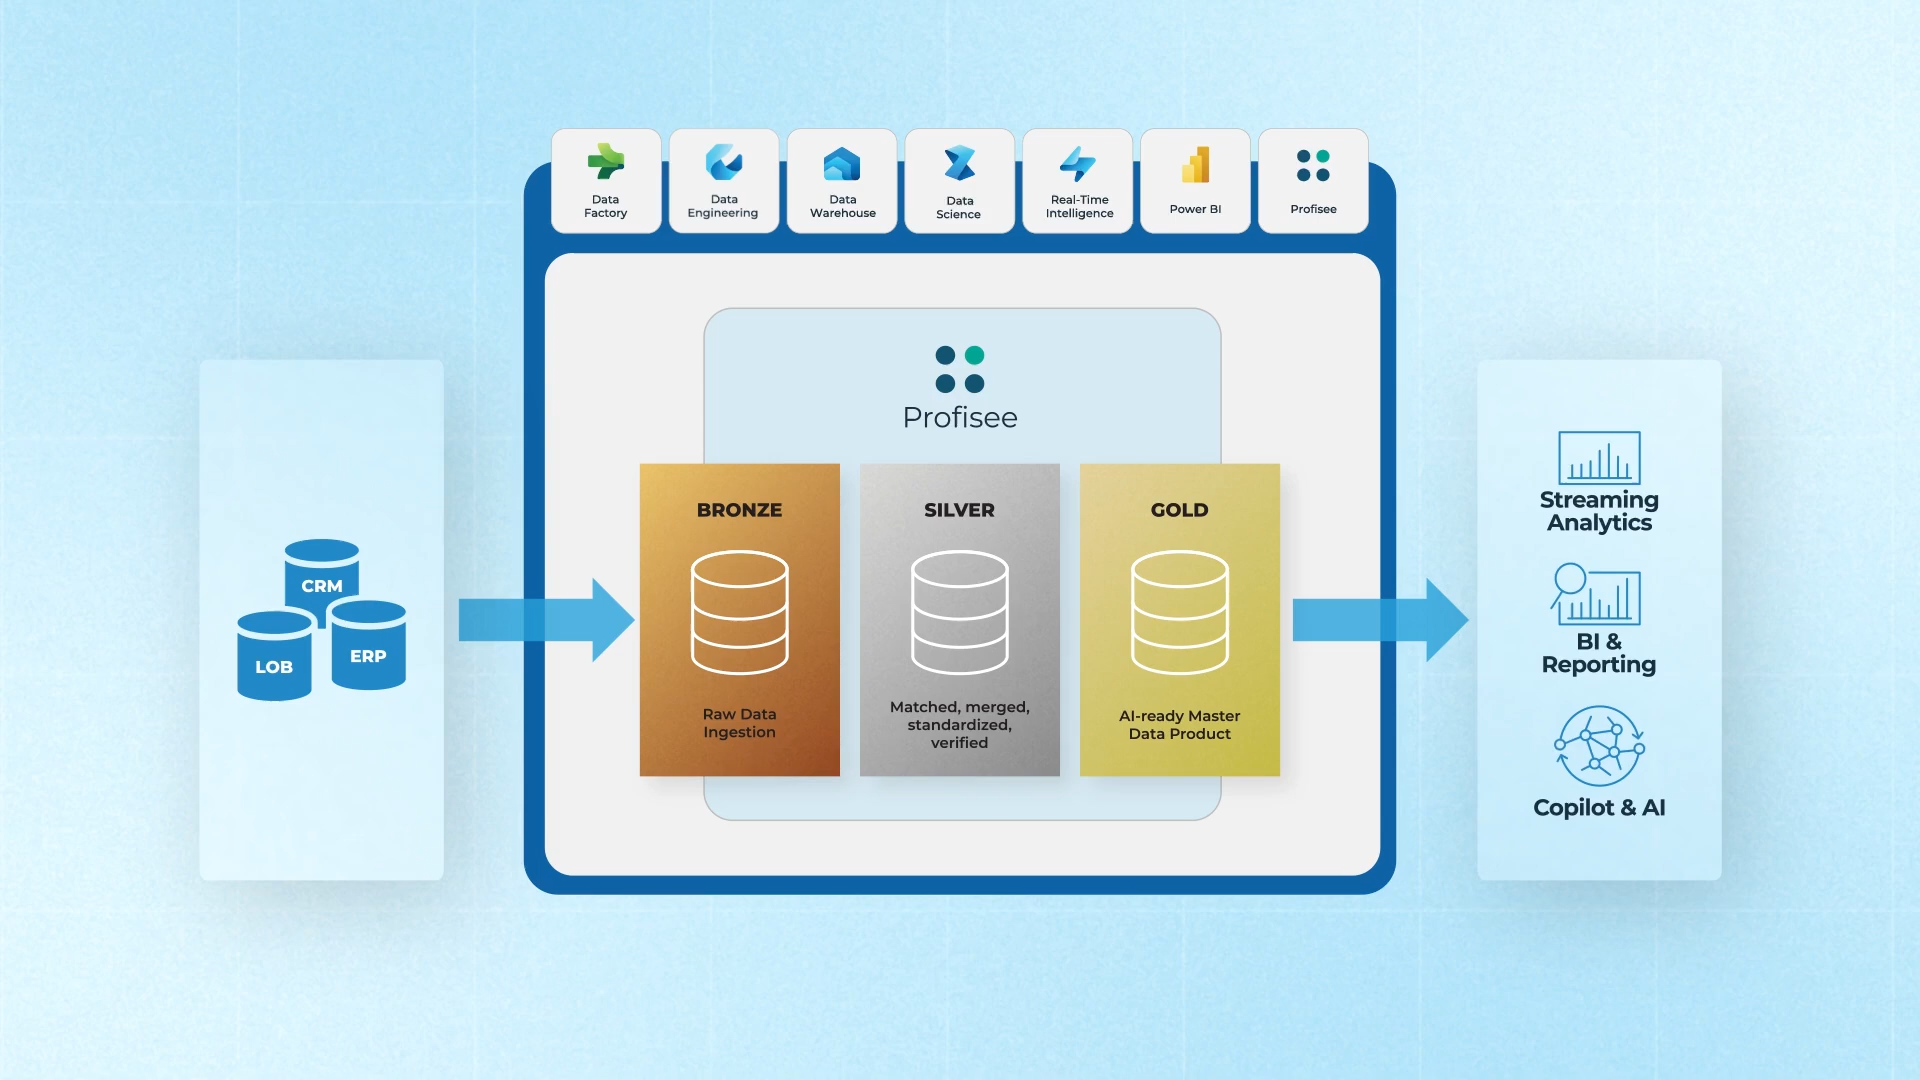 Data
Factory
Data
Engineering
Data
Warehouse
Data
Science
Real-Time
Intelligence
Power BI
Profisee
Profisee
CRM
LOB
ERP
BRONZE
Raw Data
Ingestion
SILVER
Matched, merged,
standardized,
verified
GOLD
AI-ready Master
Data Product
Streaming
Analytics
BI &
Reporting
Copilot & AI